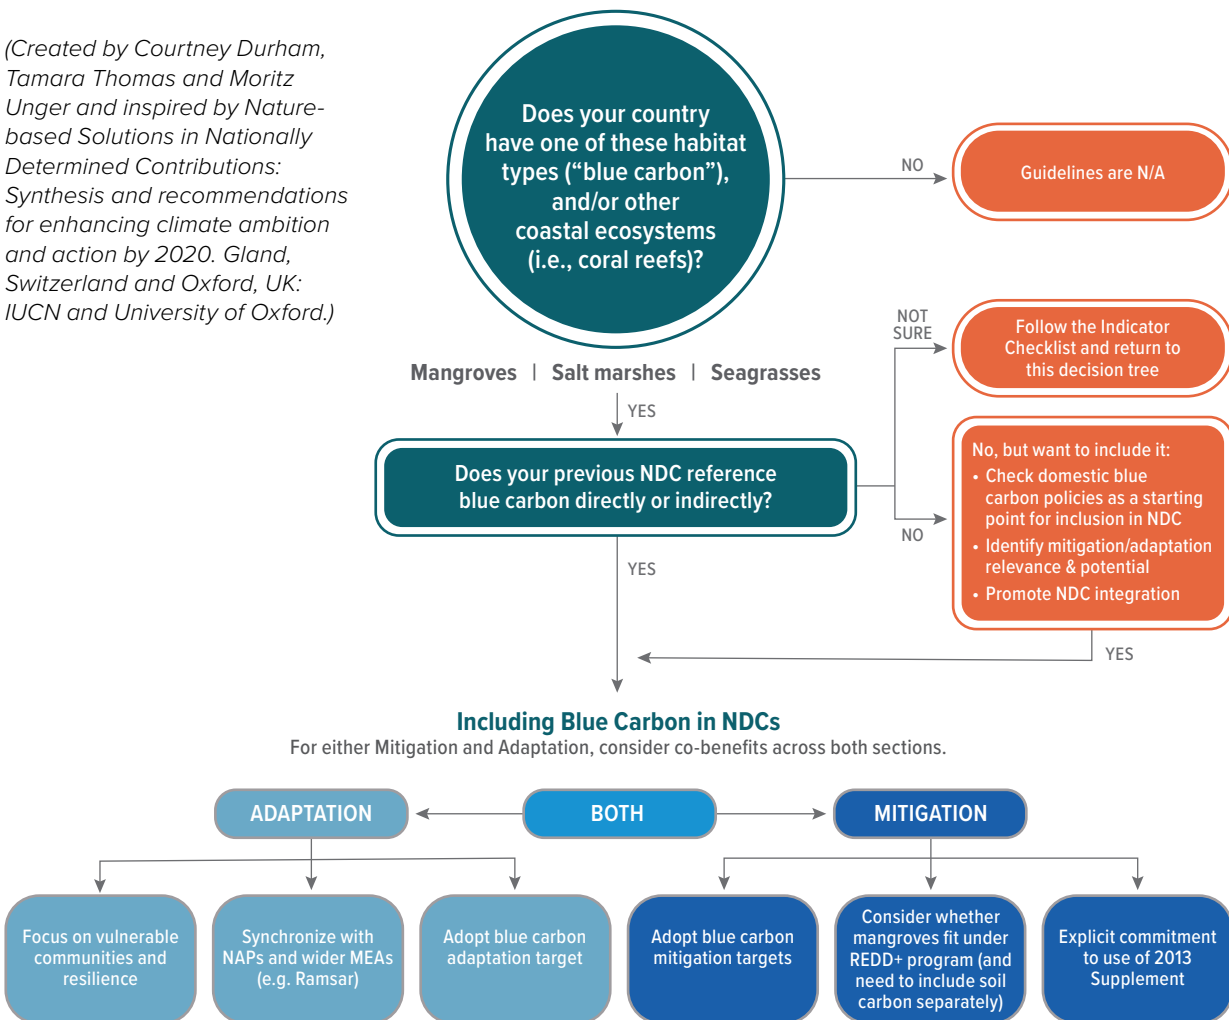 (Created by Courtney Durham,
Tamara Thomas and Moritz
Unger and inspired by Nature-
based Solutions in Nationally
Determined Contributions:
Synthesis and recommendations
for enhancing climate ambition
and action by 2020. Gland,
Switzerland and Oxford, UK:
IUCN and University of Oxford.)
Does your country
have one of these habitat
types (“blue carbon”),
and/or other
coastal ecosystems
(i.e., coral reefs)?
NO
Guidelines are N/A
Mangroves | Salt marshes | Seagrasses
YES
NOT
SURE
Follow the Indicator
Checklist and return to
this decision tree
Does your previous NDC reference
blue carbon directly or indirectly?
NO
No, but want to include it:
• Check domestic blue
carbon policies as a starting
point for inclusion in NDC
• Identify mitigation/adaptation
relevance & potential
• Promote NDC integration
YES
YES
Including Blue Carbon in NDCs
For either Mitigation and Adaptation, consider co-benefits across both sections.
ADAPTATION
BOTH
MITIGATION
Focus on vulnerable
communities and
resilience
Synchronize with
NAPs and wider MEAs
(e.g. Ramsar)
Adopt blue carbon
adaptation target
Adopt blue carbon
mitigation targets
Consider whether
mangroves fit under
REDD+ program (and
need to include soil
carbon separately)
Explicit commitment
to use of 2013
Supplement